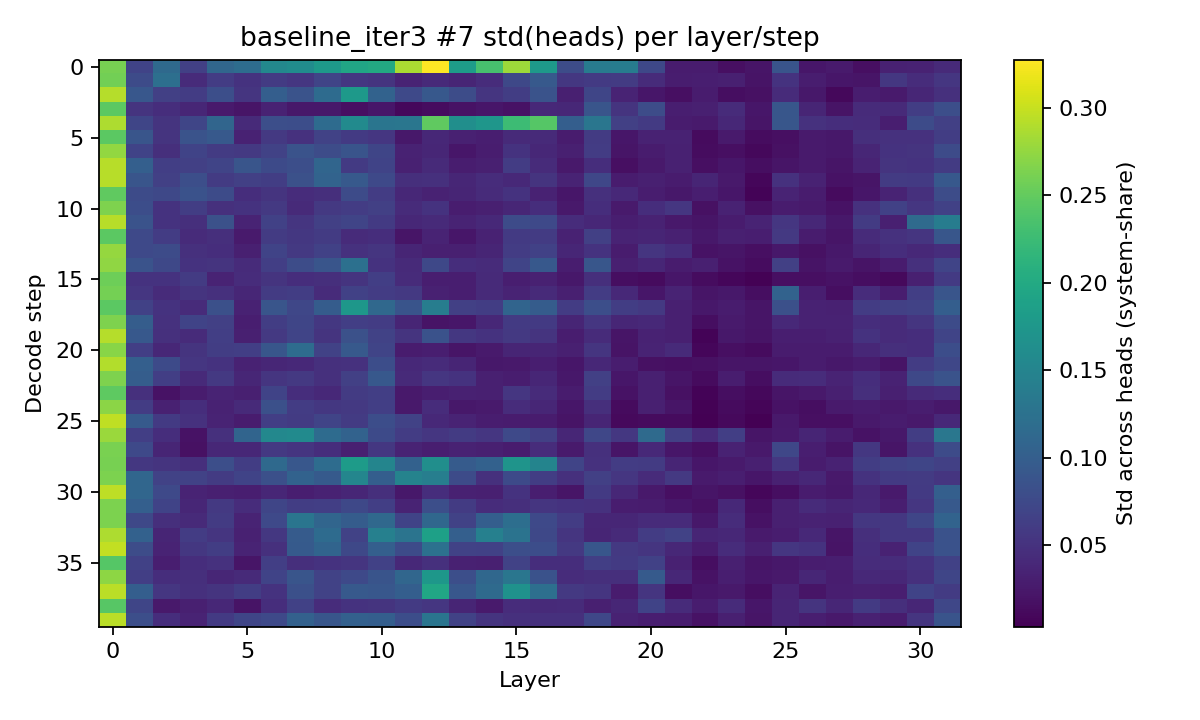 baseline_iter3 #7 std(heads) per layer/step
0
5
10
15
20
25
30
35
Decode step
0 5 10 15 20 25 30
Layer
0.30
0.25
0.20
0.15
0.10
0.05
Std across heads (system-share)